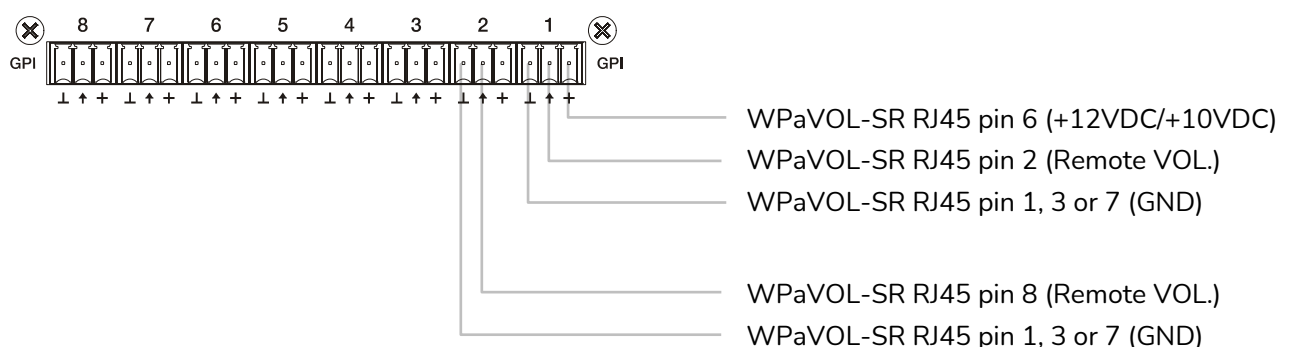 8 7 6 5 4 3 2 1
GPI GPI
⊥ ↑ + ⊥ ↑ + ⊥ ↑ + ⊥ ↑ + ⊥ ↑ + ⊥ ↑ + ⊥ ↑ + ⊥ ↑ +
WPaVOL-SR RJ45 pin 6 (+12VDC/+10VDC)
WPaVOL-SR RJ45 pin 2 (Remote VOL.)
WPaVOL-SR RJ45 pin 1, 3 or 7 (GND)
WPaVOL-SR RJ45 pin 8 (Remote VOL.)
WPaVOL-SR RJ45 pin 1, 3 or 7 (GND)